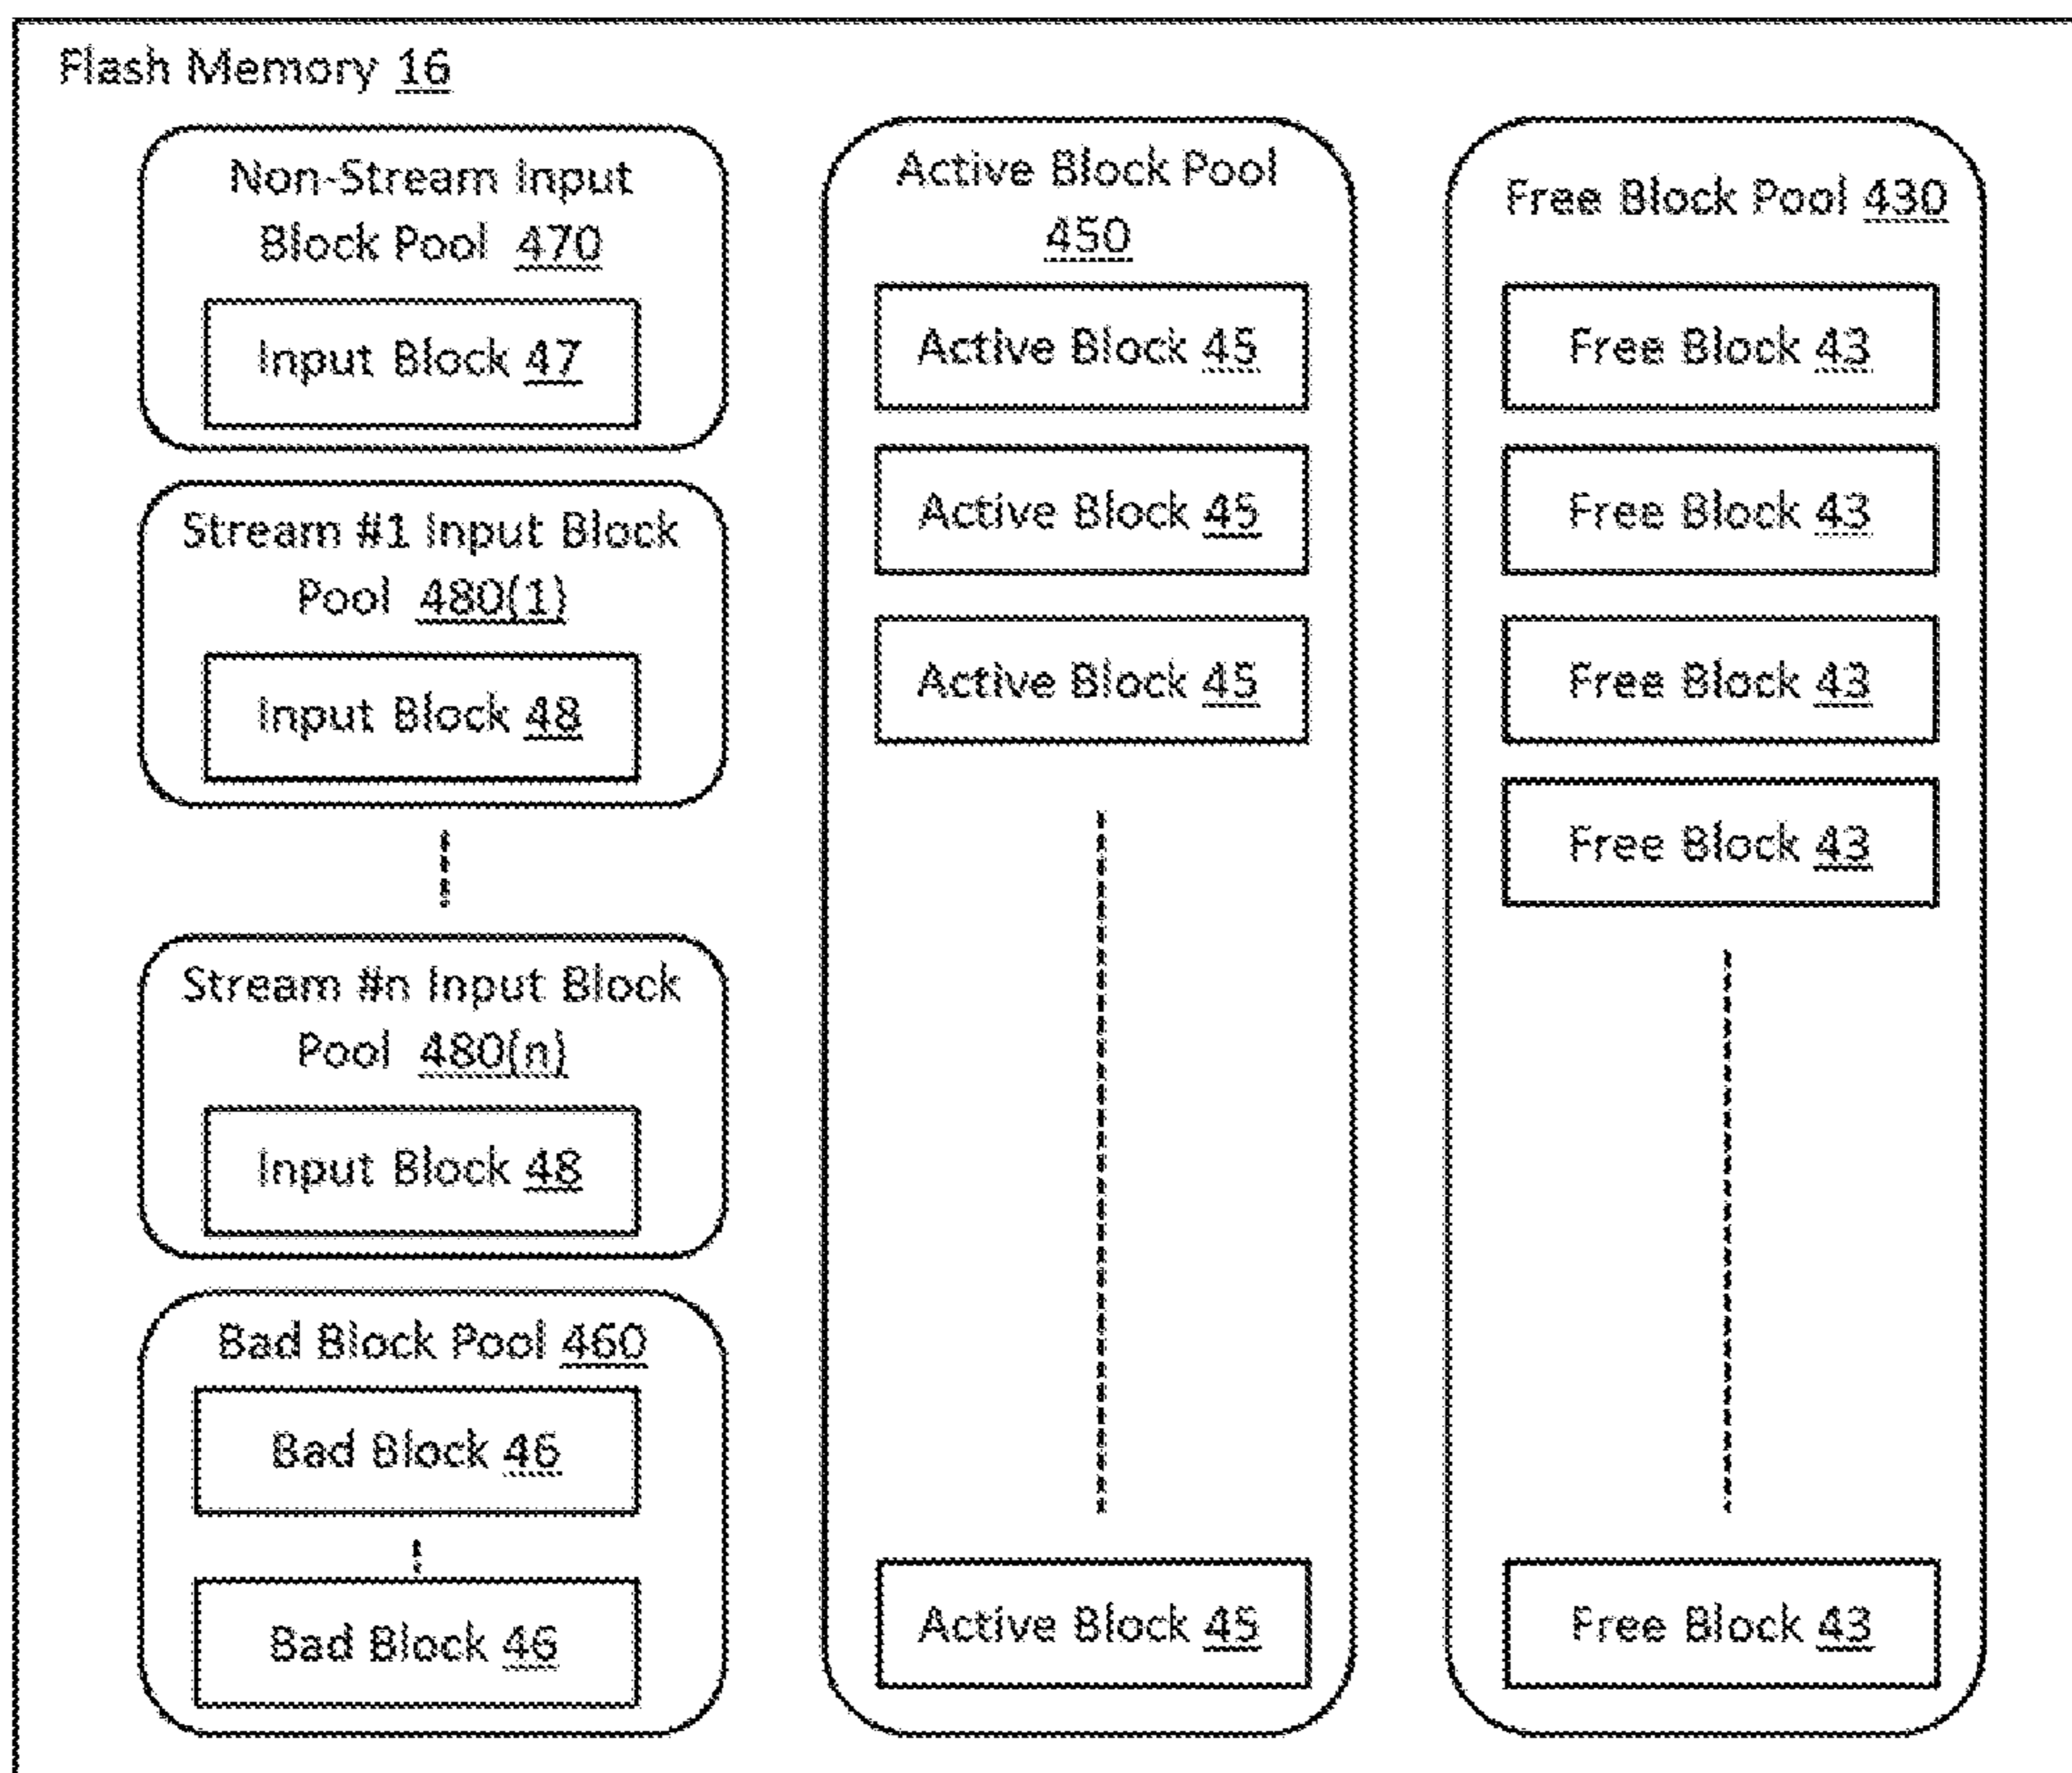 Flash Memory 16
Non-Stream Input
Block Pool 470
Input Block 47
Stream #1 Input Block
Pool 480(1)
Input Block 48
Stream #n Input Block
Pool 480(n)
Input Block 48
Bad Block Pool 460
Bad Block 46
Bad Block 46
Active Block Pool
450
Active Block 45
Active Block 45
Active Block 45
Active Block 45
Free Block Pool 430
Free Block 43
Free Block 43
Free Block 43
Free Block 43
Free Block 43